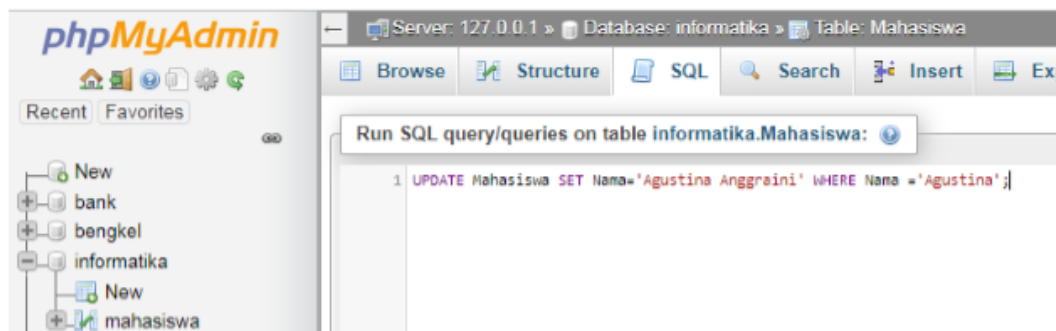 phpMyAdmin
Recent Favorites
New
bank
bengkel
informatika
New
mahasiswa
Server: 127.0.0.1 » Database: informatika » Table: Mahasiswa
Browse Structure SQL Search Insert Ex
Run SQL query/queries on table informatika.Mahasiswa:
1 UPDATE Mahasiswa SET Nama='Agustina Anggraini' WHERE Nama ='Agustina';